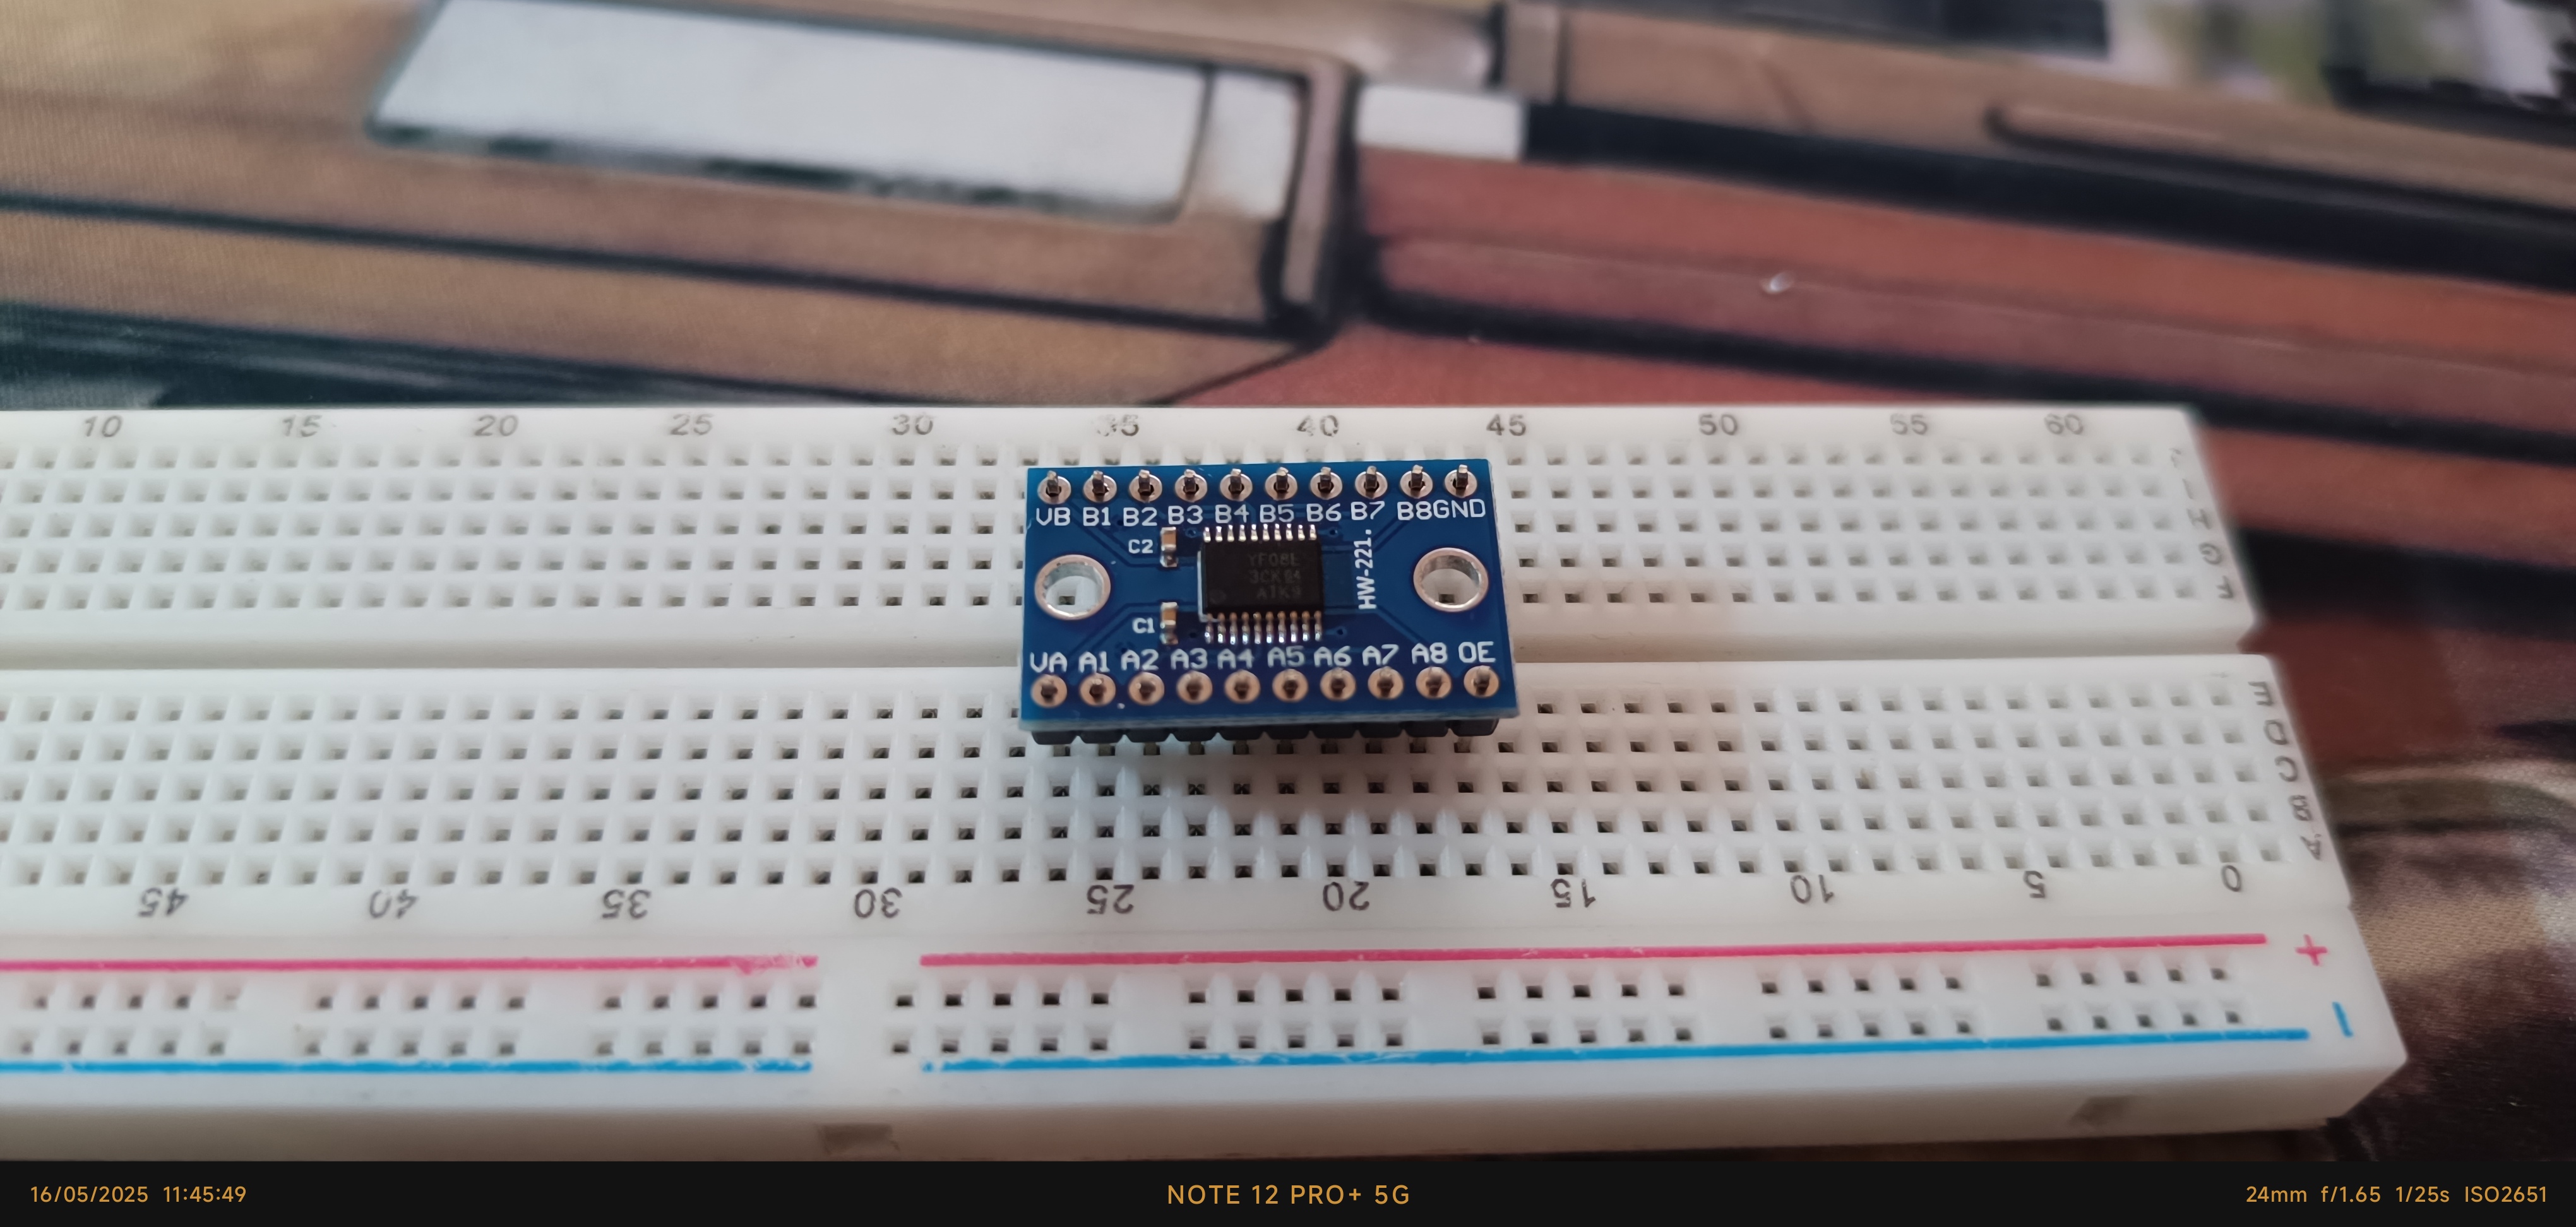 10 15 20 25 30 35 40 45 50 55 60
VB B1 B2 B3 B4 B5 B6 B7 B8 GND
C2
YF08E
HW-221.
C1
VA A1 A2 A3 A4 A5 A6 A7 A8 OE
E
D
C
B
A
45 40 35 30 25 20 15 10 5 0
+
-
16/05/2025 11:45:49
NOTE 12 PRO+ 5G
24mm f/1.65 1/25s ISO2651